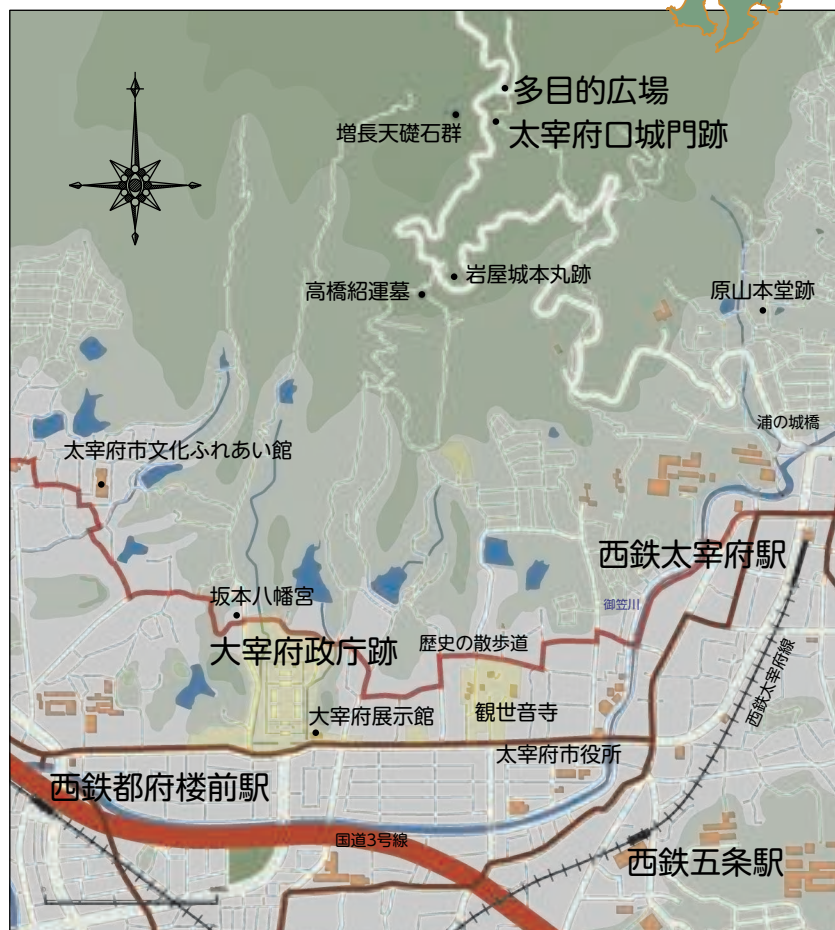 多目的広場
増長天礎石群
太宰府口城門跡
岩屋城本丸跡
高橋紹運墓
原山本堂跡
浦の城橋
太宰府市文化ふれあい館
西鉄太宰府駅
坂本八幡宮
御笠川
大宰府政庁跡
歴史の散歩道
西鉄太宰府線
大宰府展示館
観世音寺
太宰府市役所
西鉄都府楼前駅
国道3号線
西鉄五条駅